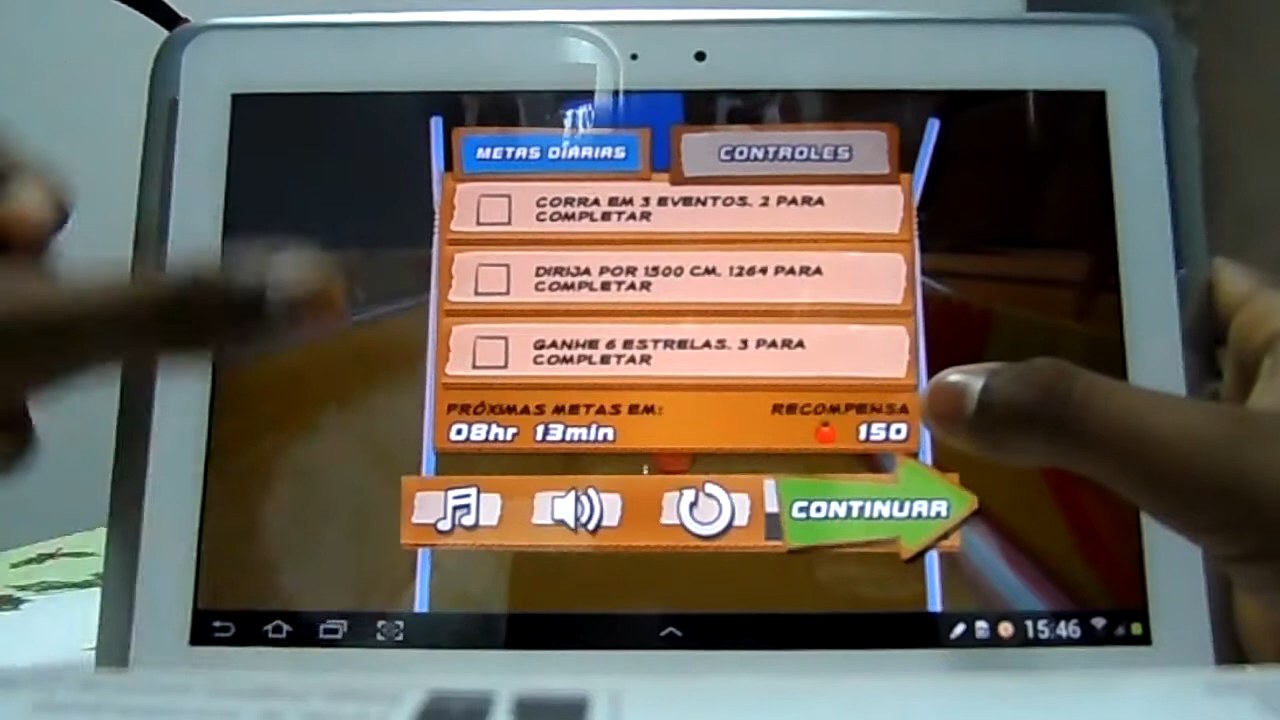 METAS DIÁRIAS
CONTROLES
CORRA EM 3 EVENTOS. 2 PARA
COMPLETAR
DIRIJA POR 1500 CM. 1264 PARA
COMPLETAR
GANHE 6 ESTRELAS. 3 PARA
COMPLETAR
PRÓXIMAS METAS EM:
RECOMPENSA
08hr 13min
150
CONTINUAR
15:46